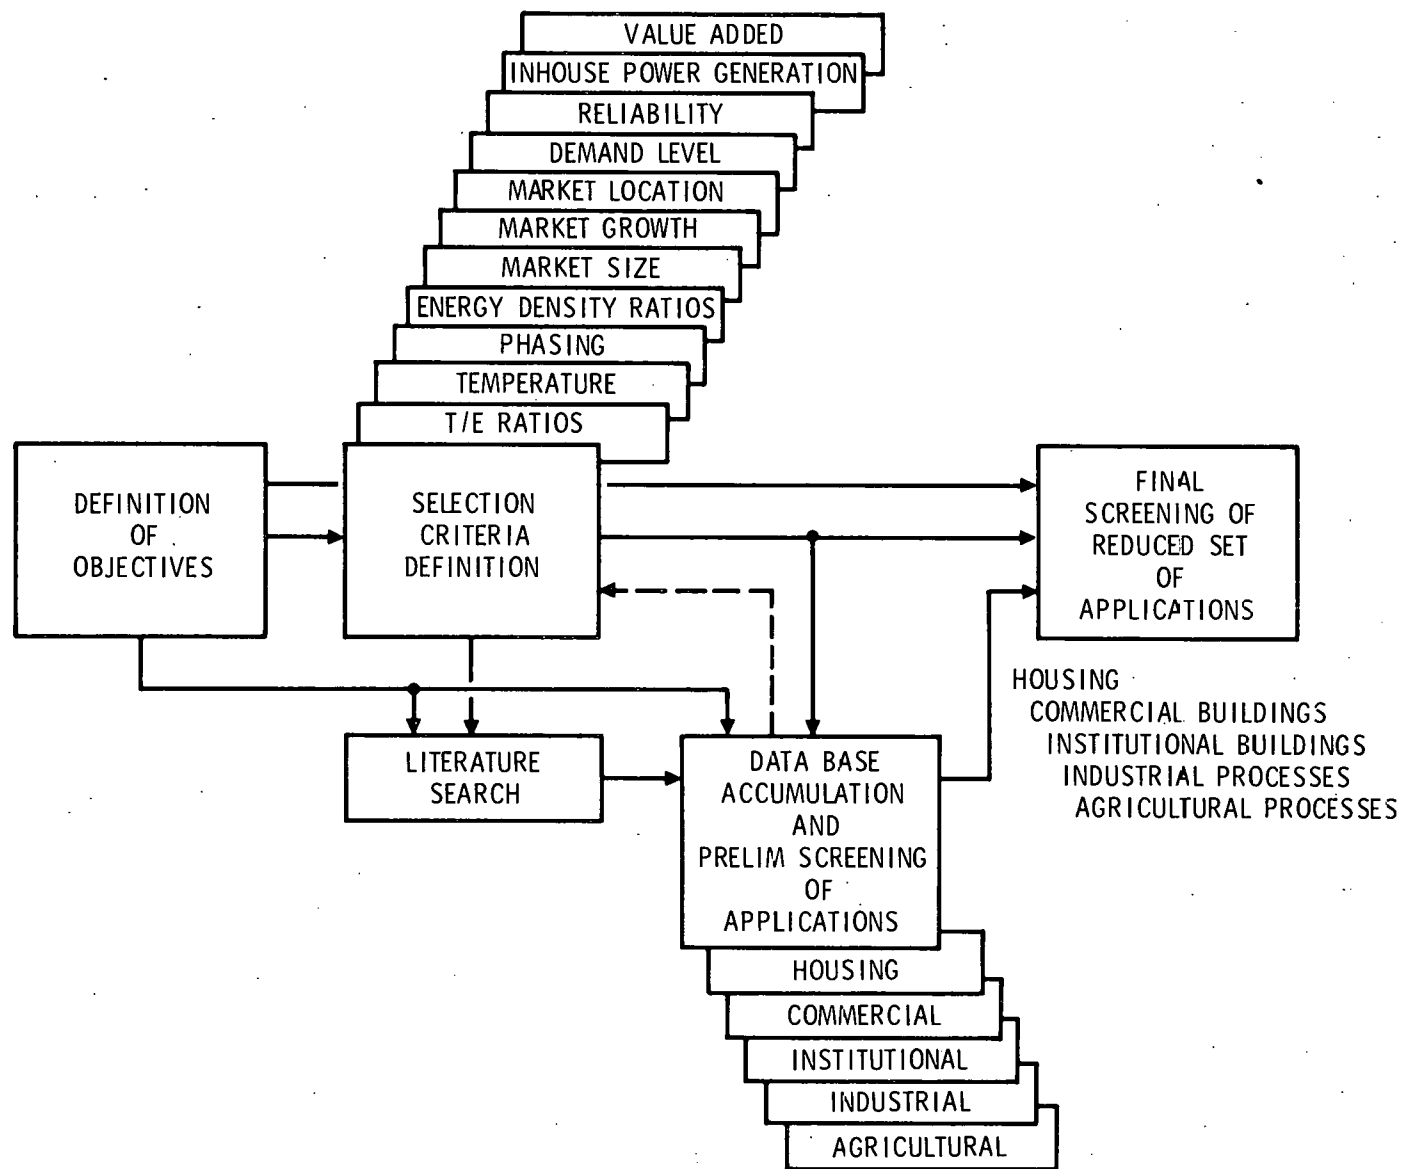 VALUE ADDED
INHOUSE POWER GENERATION
RELIABILITY
DEMAND LEVEL
MARKET LOCATION
MARKET GROWTH
MARKET SIZE
ENERGY DENSITY RATIOS
PHASING
TEMPERATURE
T/E RATIOS
DEFINITION
OF
OBJECTIVES
SELECTION
CRITERIA
DEFINITION
FINAL
SCREENING OF
REDUCED SET
OF
APPLICATIONS
HOUSING
COMMERCIAL BUILDINGS
INSTITUTIONAL BUILDINGS
INDUSTRIAL PROCESSES
AGRICULTURAL PROCESSES
LITERATURE
SEARCH
DATA BASE
ACCUMULATION
AND
PRELIM SCREENING
OF
APPLICATIONS
HOUSING
COMMERCIAL
INSTITUTIONAL
INDUSTRIAL
AGRICULTURAL